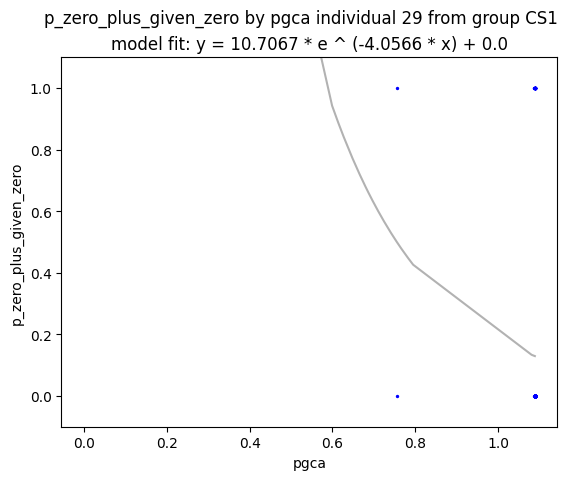 p_zero_plus_given_zero by pgca individual 29 from group CS1
model fit: y = 10.7067 * e ^ (-4.0566 * x) + 0.0
1.0
0.8
0.6
0.4
0.2
0.0
p_zero_plus_given_zero
0.0 0.2 0.4 0.6 0.8 1.0
pgca